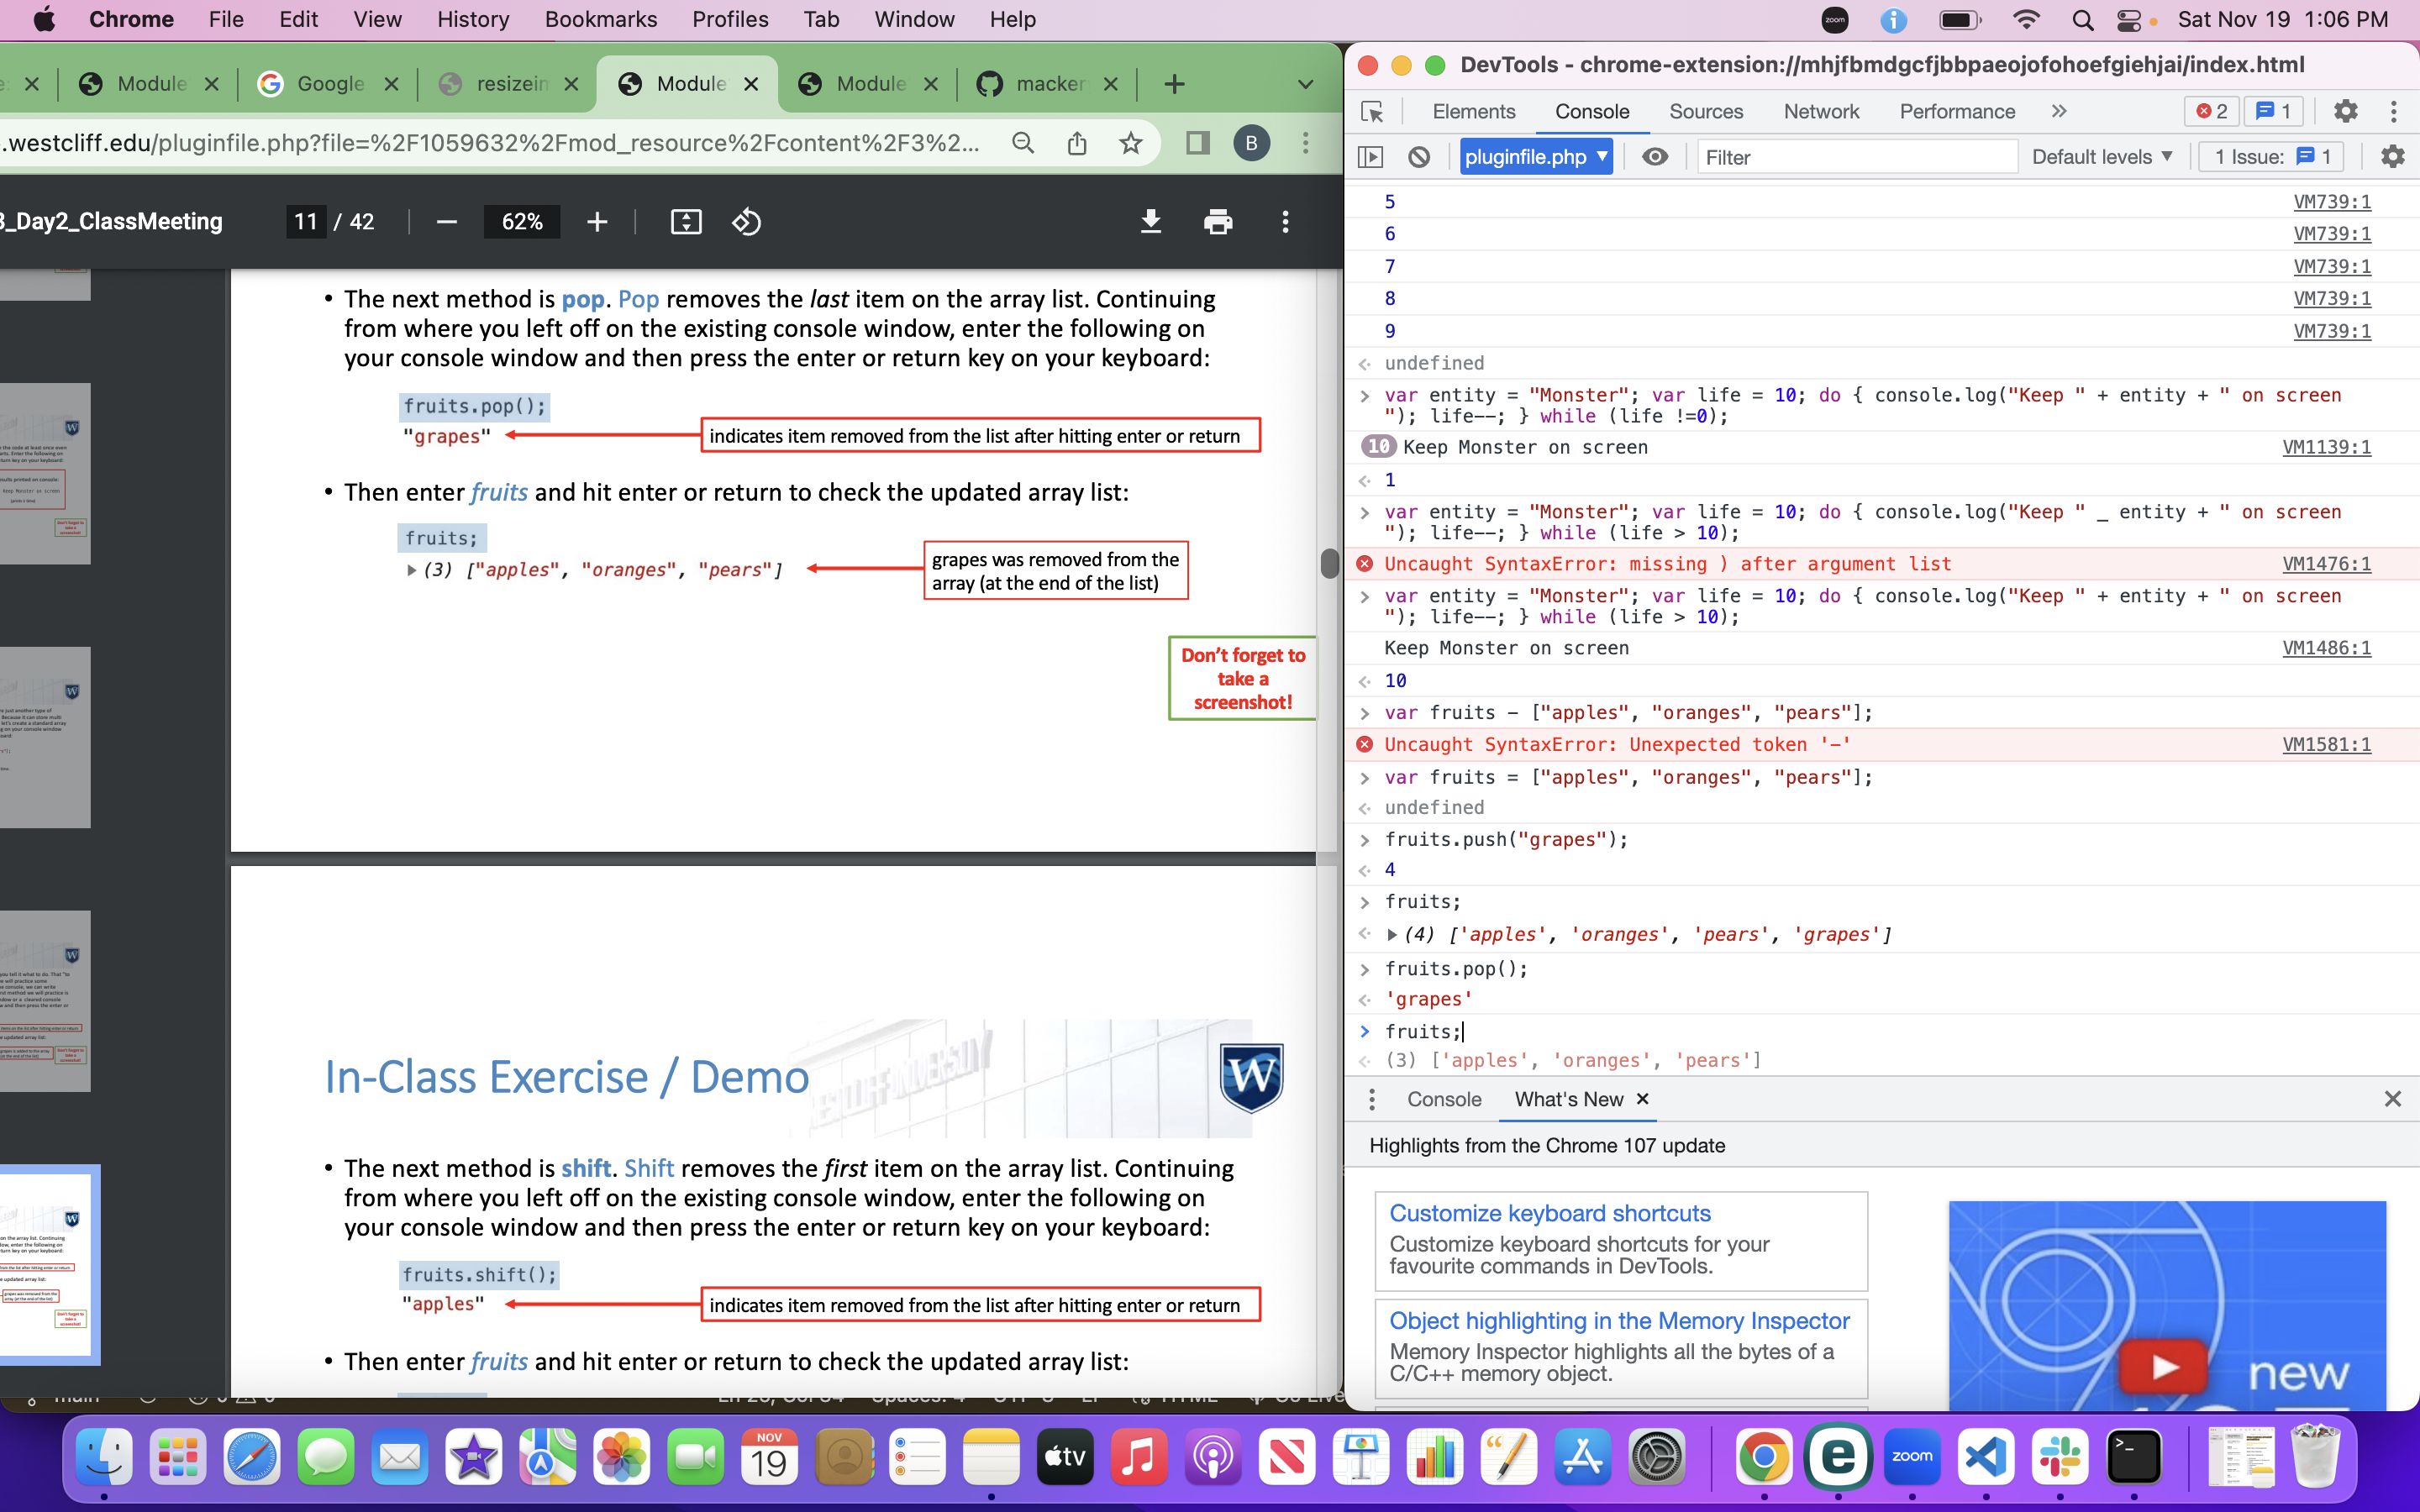 Chrome File Edit View History Bookmarks Profiles Tab Window Help
zoom Sat Nov 19 1:06 PM
Module Google resizein Module Module macker
.westcliff.edu/pluginfile.php?file=%2F1059632%2Fmod_resource%2Fcontent%2F3%2... B
3_Day2_ClassMeeting 11 / 42 62%
• The next method is pop. Pop removes the last item on the array list. Continuing
from where you left off on the existing console window, enter the following on
your console window and then press the enter or return key on your keyboard:
fruits.pop();
"grapes" indicates item removed from the list after hitting enter or return
• Then enter fruits and hit enter or return to check the updated array list:
fruits;
(3) ["apples", "oranges", "pears"]
grapes was removed from the
array (at the end of the list)
Don't forget to
take a
screenshot!
In-Class Exercise / Demo
W
• The next method is shift. Shift removes the first item on the array list. Continuing
from where you left off on the existing console window, enter the following on
your console window and then press the enter or return key on your keyboard:
fruits.shift();
"apples" indicates item removed from the list after hitting enter or return
• Then enter fruits and hit enter or return to check the updated array list:
DevTools - chrome-extension://mhjfbmdgcfjbbpaeojofohoefgiehjai/index.html
Elements Console Sources Network Performance 2 1
pluginfile.php Filter Default levels 1 Issue: 1
5 VM739:1
6 VM739:1
7 VM739:1
8 VM739:1
9 VM739:1
undefined
var entity = "Monster"; var life = 10; do { console.log("Keep " + entity + " on screen
"); life--; } while (life !=0);
10 Keep Monster on screen VM1139:1
1
var entity = "Monster"; var life = 10; do { console.log("Keep " _ entity + " on screen
"); life--; } while (life > 10);
Uncaught SyntaxError: missing ) after argument list VM1476:1
var entity = "Monster"; var life = 10; do { console.log("Keep " + entity + " on screen
"); life--; } while (life > 10);
Keep Monster on screen VM1486:1
10
var fruits - ["apples", "oranges", "pears"];
Uncaught SyntaxError: Unexpected token '-' VM1581:1
var fruits = ["apples", "oranges", "pears"];
undefined
fruits.push("grapes");
4
fruits;
(4) ['apples', 'oranges', 'pears', 'grapes']
fruits.pop();
'grapes'
fruits;
(3) ['apples', 'oranges', 'pears']
Console What's New
Highlights from the Chrome 107 update
Customize keyboard shortcuts
Customize keyboard shortcuts for your
favourite commands in DevTools.
Object highlighting in the Memory Inspector
Memory Inspector highlights all the bytes of a
C/C++ memory object.
new
NOV
19
tv
zoom